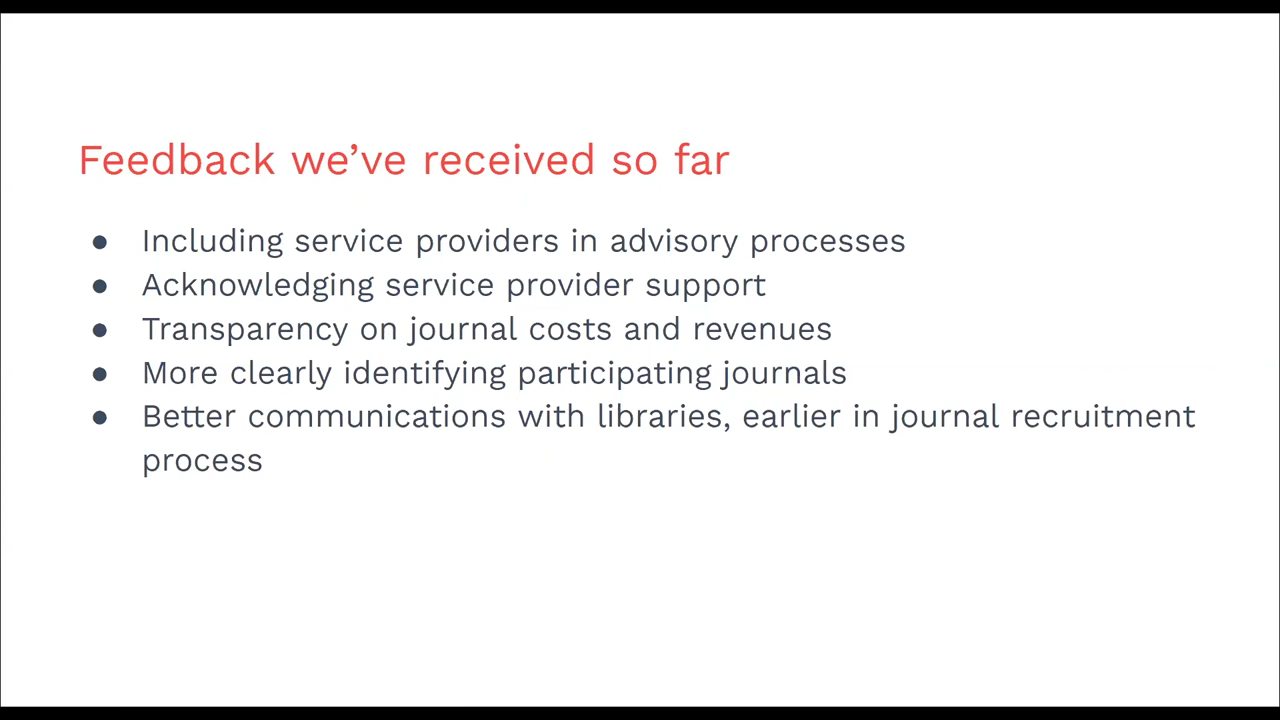 Feedback we’ve received so far
● Including service providers in advisory processes
● Acknowledging service provider support
● Transparency on journal costs and revenues
● More clearly identifying participating journals
● Better communications with libraries, earlier in journal recruitment
process